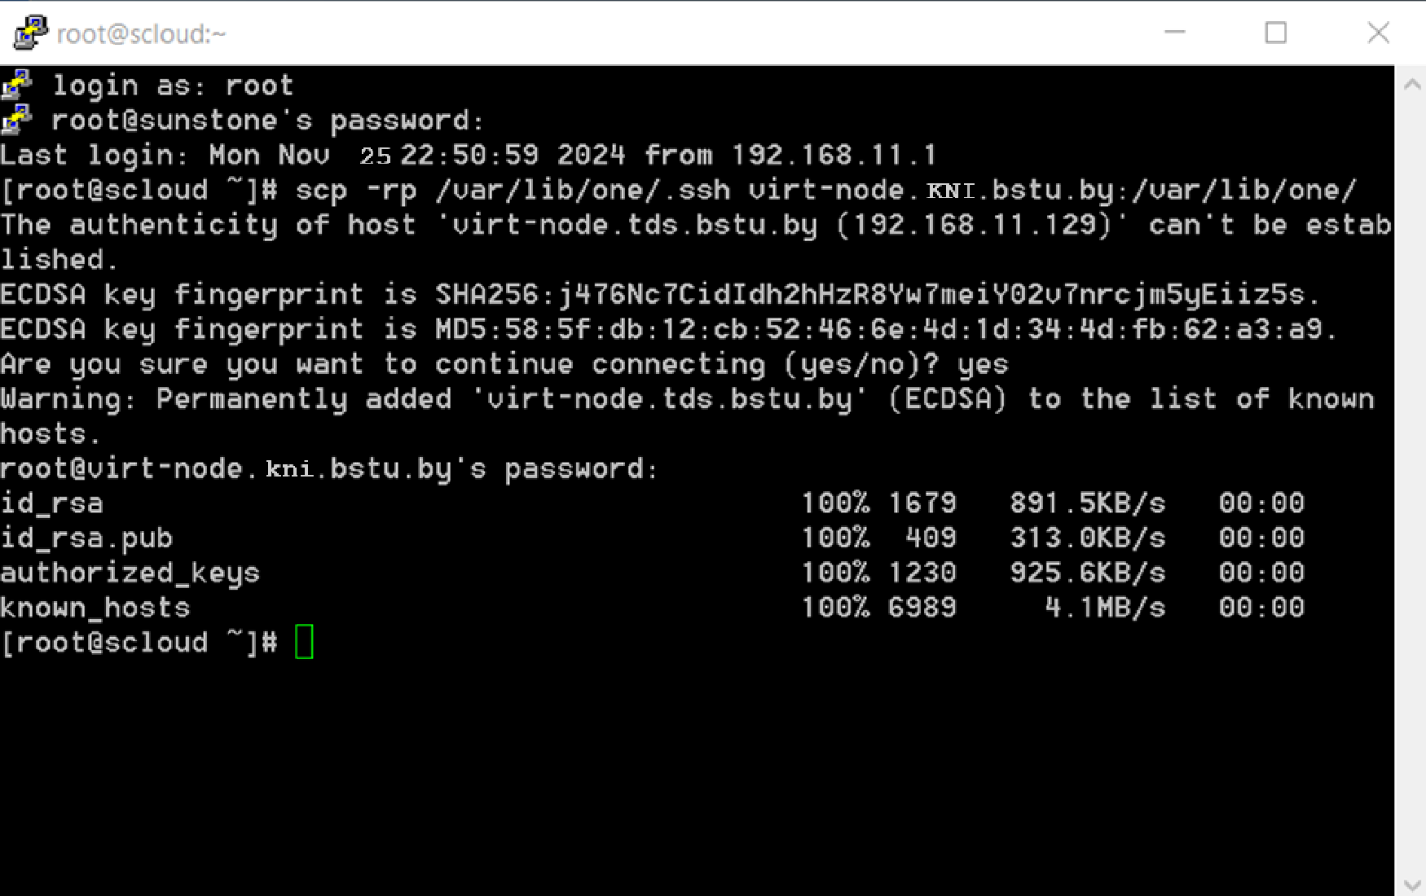 root@scloud:~
login as: root
root@sunstone's password:
Last login: Mon Nov 25 22:50:59 2024 from 192.168.11.1
[root@scloud ~]# scp -rp /var/lib/one/.ssh virt-node.KNI.bstu.by:/var/lib/one/
The authenticity of host 'virt-node.tds.bstu.by (192.168.11.129)' can't be estab
lished.
ECDSA key fingerprint is SHA256:j476Nc7CidIdh2hHzR8Yw7meiY02v7nrcjm5yEiiz5s.
ECDSA key fingerprint is MD5:58:5f:db:12:cb:52:46:6e:4d:1d:34:4d:fb:62:a3:a9.
Are you sure you want to continue connecting (yes/no)? yes
Warning: Permanently added 'virt-node.tds.bstu.by' (ECDSA) to the list of known
hosts.
root@virt-node.kni.bstu.by's password:
id_rsa 100% 1679 891.5KB/s 00:00
id_rsa.pub 100% 409 313.0KB/s 00:00
authorized_keys 100% 1230 925.6KB/s 00:00
known_hosts 100% 6989 4.1MB/s 00:00
[root@scloud ~]#